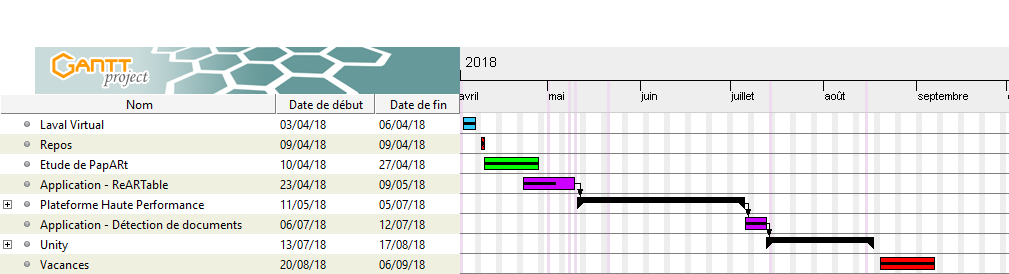 GANTT
project
2018
Nom Date de début Date de fin
avril mai juin juillet août septembre
Laval Virtual 03/04/18 06/04/18
Repos 09/04/18 09/04/18
Etude de PapARt 10/04/18 27/04/18
Application - ReARTable 23/04/18 09/05/18
Plateforme Haute Performance 11/05/18 05/07/18
Application - Détection de documents 06/07/18 12/07/18
Unity 13/07/18 17/08/18
Vacances 20/08/18 06/09/18